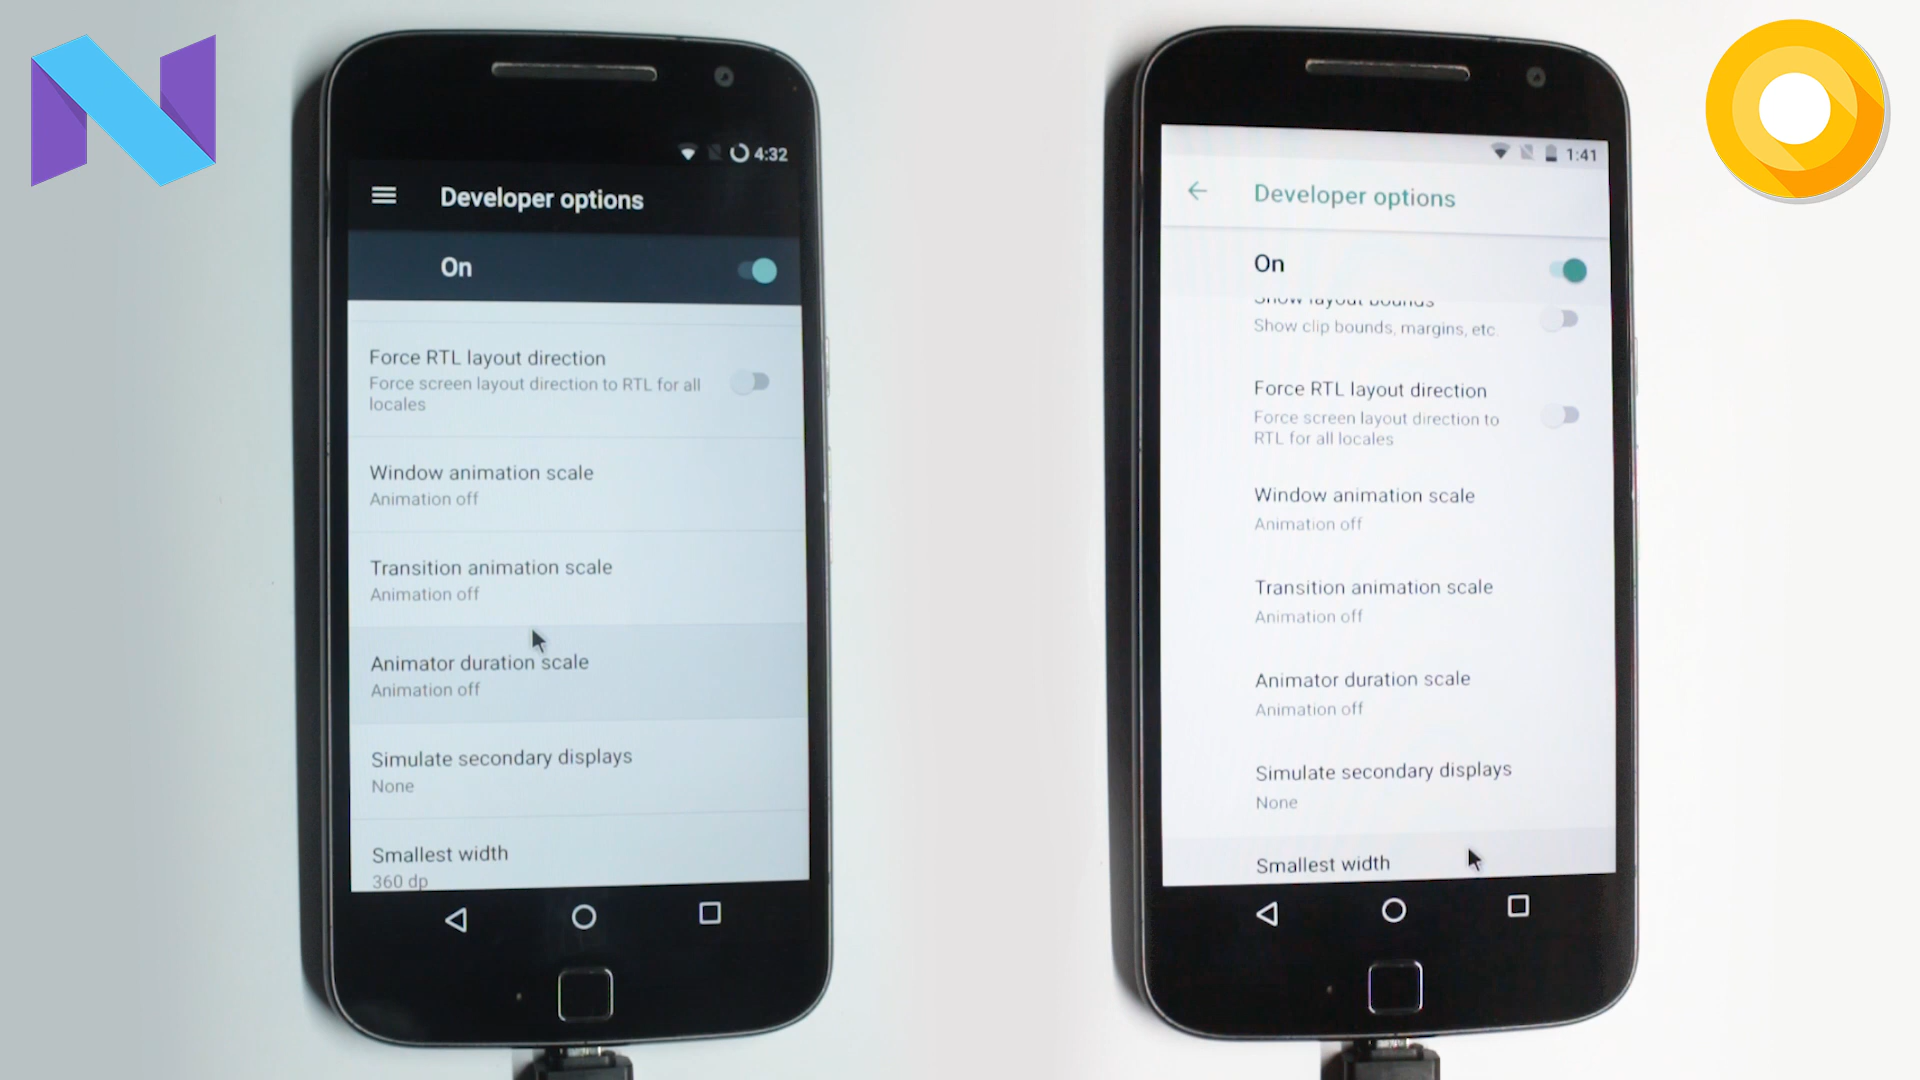 4:32
Developer options
On
Force RTL layout direction
Force screen layout direction to RTL for all
locales
Window animation scale
Animation off
Transition animation scale
Animation off
Animator duration scale
Animation off
Simulate secondary displays
None
Smallest width
360 dp
1:41
Developer options
On
Show layout bounds
Show clip bounds, margins, etc.
Force RTL layout direction
Force screen layout direction to
RTL for all locales
Window animation scale
Animation off
Transition animation scale
Animation off
Animator duration scale
Animation off
Simulate secondary displays
None
Smallest width